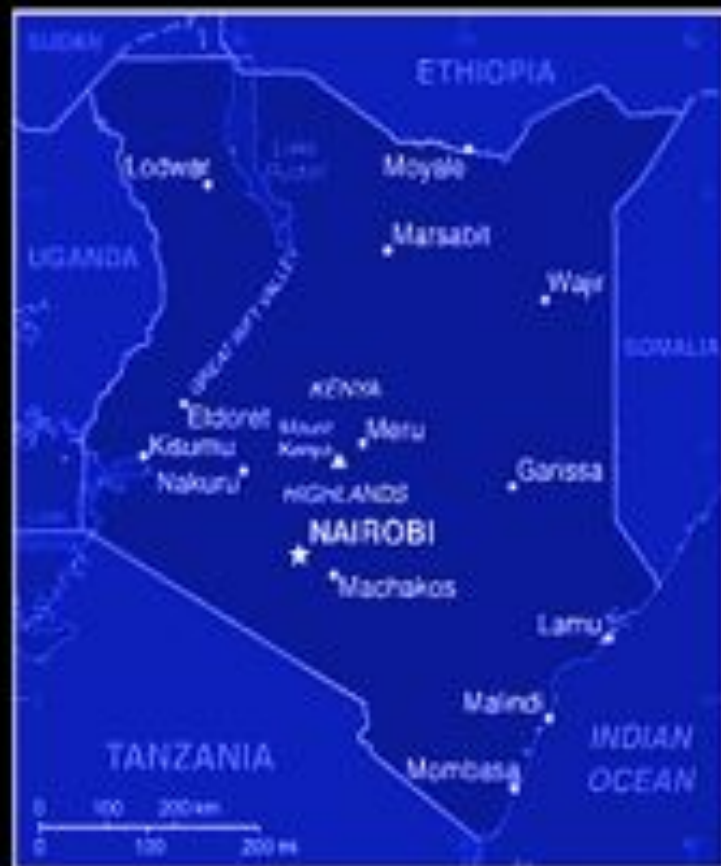 SUDAN
ETHIOPIA
Lake
Lodwar
Moyale
Marsabit
UGANDA
Wajir
GREAT RIFT VALLEY
SOMALIA
KENYA
Eldoret
Mount
Meru
Kisumu
Kenya
Nakuru
Garissa
HIGHLANDS
NAIROBI
Machakos
Lamu
Malindi
INDIAN
OCEAN
TANZANIA
Mombasa
0 100 200 km
0 100 200 mi